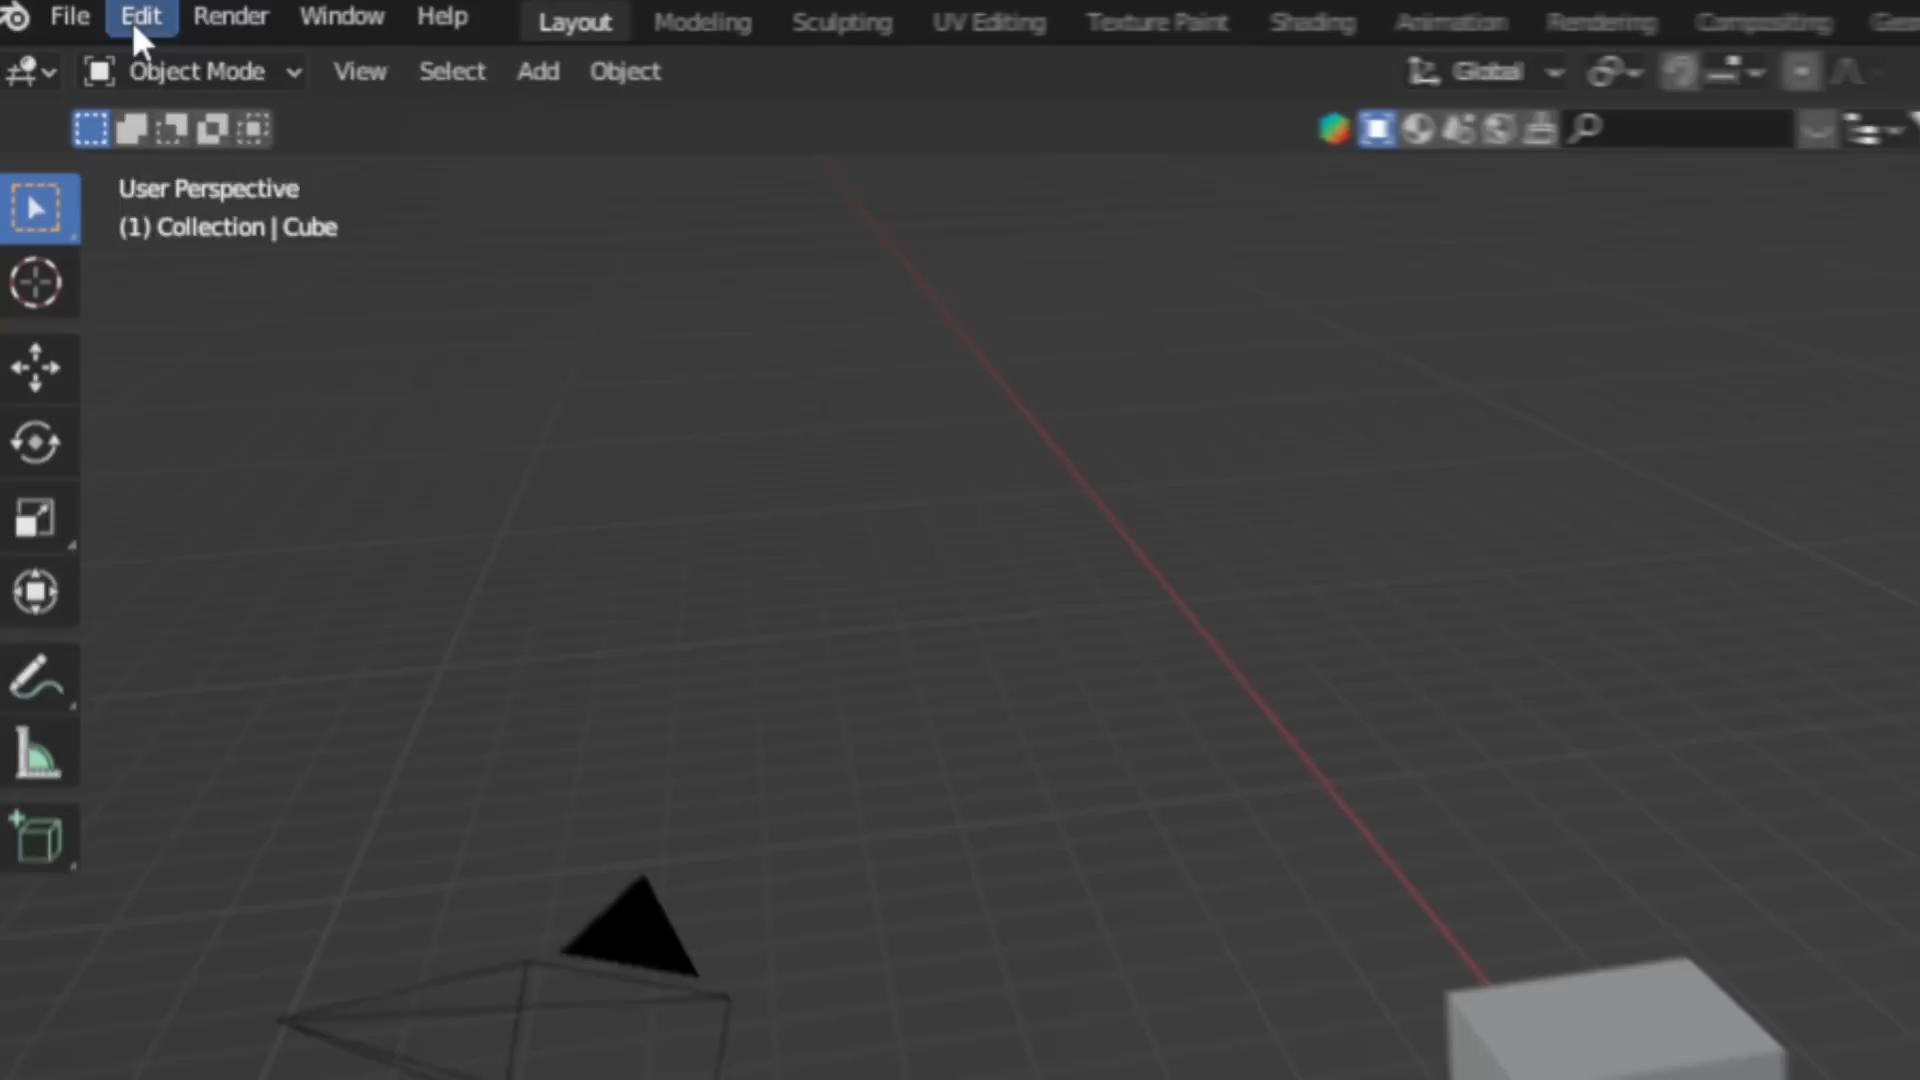 File Edit Render Window Help Layout Modeling Sculpting UV Editing Texture Paint Shading Animation Rendering Compositing
Object Mode View Select Add Object Global
User Perspective
(1) Collection | Cube